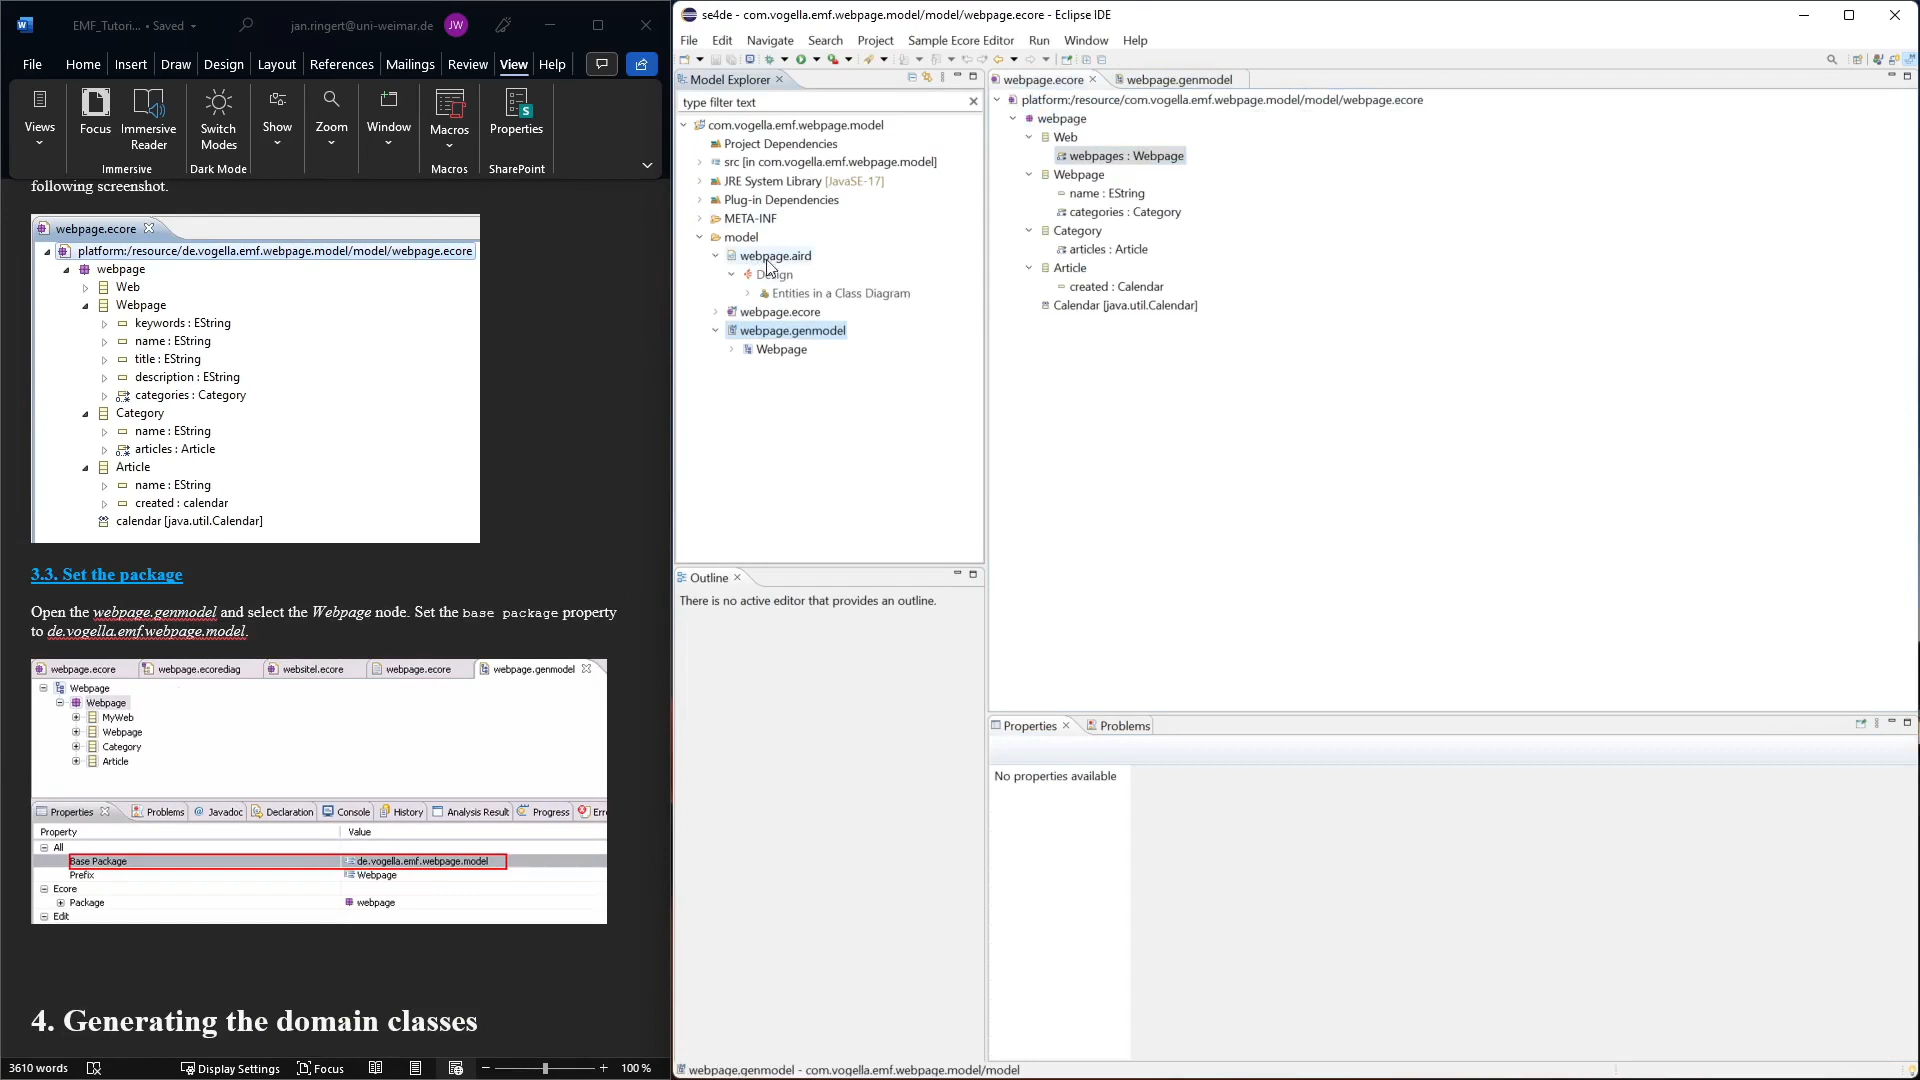 EMF_Tutori... • Saved
jan.ringert@uni-weimar.de
JW
File Home Insert Draw Design Layout References Mailings Review View Help
Views
Focus
Immersive Reader
Switch Modes
Show
Zoom
Window
Macros
Properties
Immersive
Dark Mode
Macros
SharePoint
following screenshot.
webpage.ecore
platform:/resource/de.vogella.emf.webpage.model/model/webpage.ecore
webpage
Web
Webpage
keywords : EString
name : EString
title : EString
description : EString
categories : Category
Category
name : EString
articles : Article
Article
name : EString
created : calendar
calendar [java.util.Calendar]
3.3. Set the package
Open the webpage.genmodel and select the Webpage node. Set the base package property
to de.vogella.emf.webpage.model.
webpage.ecore webpage.ecorediag websitel.ecore webpage.ecore webpage.genmodel
Webpage
Webpage
MyWeb
Webpage
Category
Article
Properties Problems @ Javadoc Declaration Console History Analysis Result Progress Erro
Property Value
All
Base Package de.vogella.emf.webpage.model
Prefix Webpage
Ecore
Package webpage
Edit
4. Generating the domain classes
3610 words Display Settings Focus 100 %
se4de - com.vogella.emf.webpage.model/model/webpage.ecore - Eclipse IDE
File Edit Navigate Search Project Sample Ecore Editor Run Window Help
Model Explorer
type filter text
com.vogella.emf.webpage.model
Project Dependencies
src [in com.vogella.emf.webpage.model]
JRE System Library [JavaSE-17]
Plug-in Dependencies
META-INF
model
webpage.aird
Design
Entities in a Class Diagram
webpage.ecore
webpage.genmodel
Webpage
Outline
There is no active editor that provides an outline.
webpage.ecore webpage.genmodel
platform:/resource/com.vogella.emf.webpage.model/model/webpage.ecore
webpage
Web
webpages : Webpage
Webpage
name : EString
categories : Category
Category
articles : Article
Article
created : Calendar
Calendar [java.util.Calendar]
Properties Problems
No properties available
webpage.genmodel - com.vogella.emf.webpage.model/model